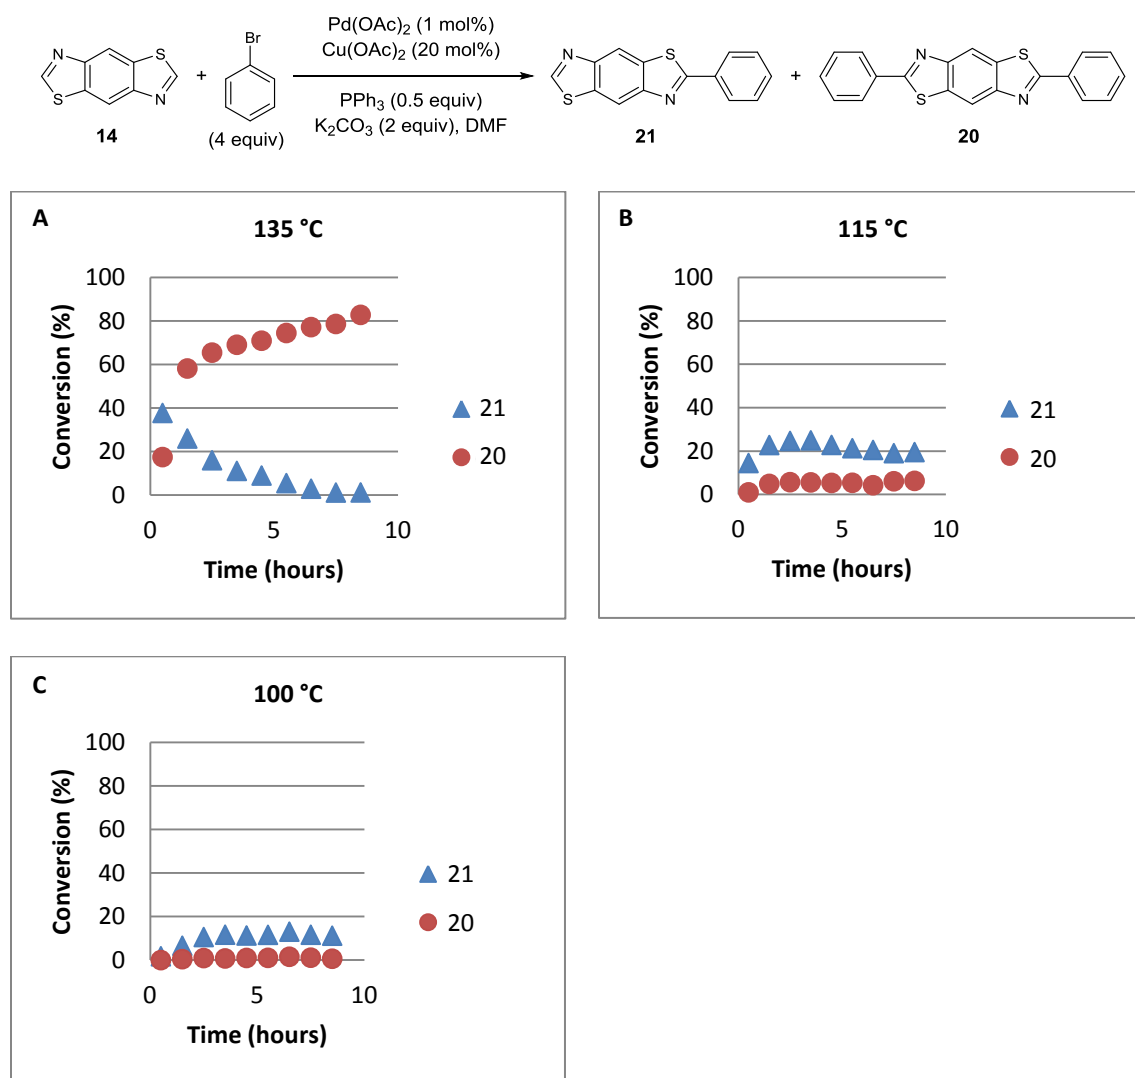 Pd(OAc)2 (1 mol%)
Cu(OAc)2 (20 mol%)
PPh3 (0.5 equiv)
K2CO3 (2 equiv), DMF
N
S
S
N
14
+
Br
(4 equiv)
N
S
S
N
21
+
N
S
S
N
20
A
135 °C
Conversion (%)
100
80
60
40
20
0
0
5
10
Time (hours)
21
20
B
115 °C
Conversion (%)
100
80
60
40
20
0
0
5
10
Time (hours)
21
20
C
100 °C
Conversion (%)
100
80
60
40
20
0
0
5
10
Time (hours)
21
20